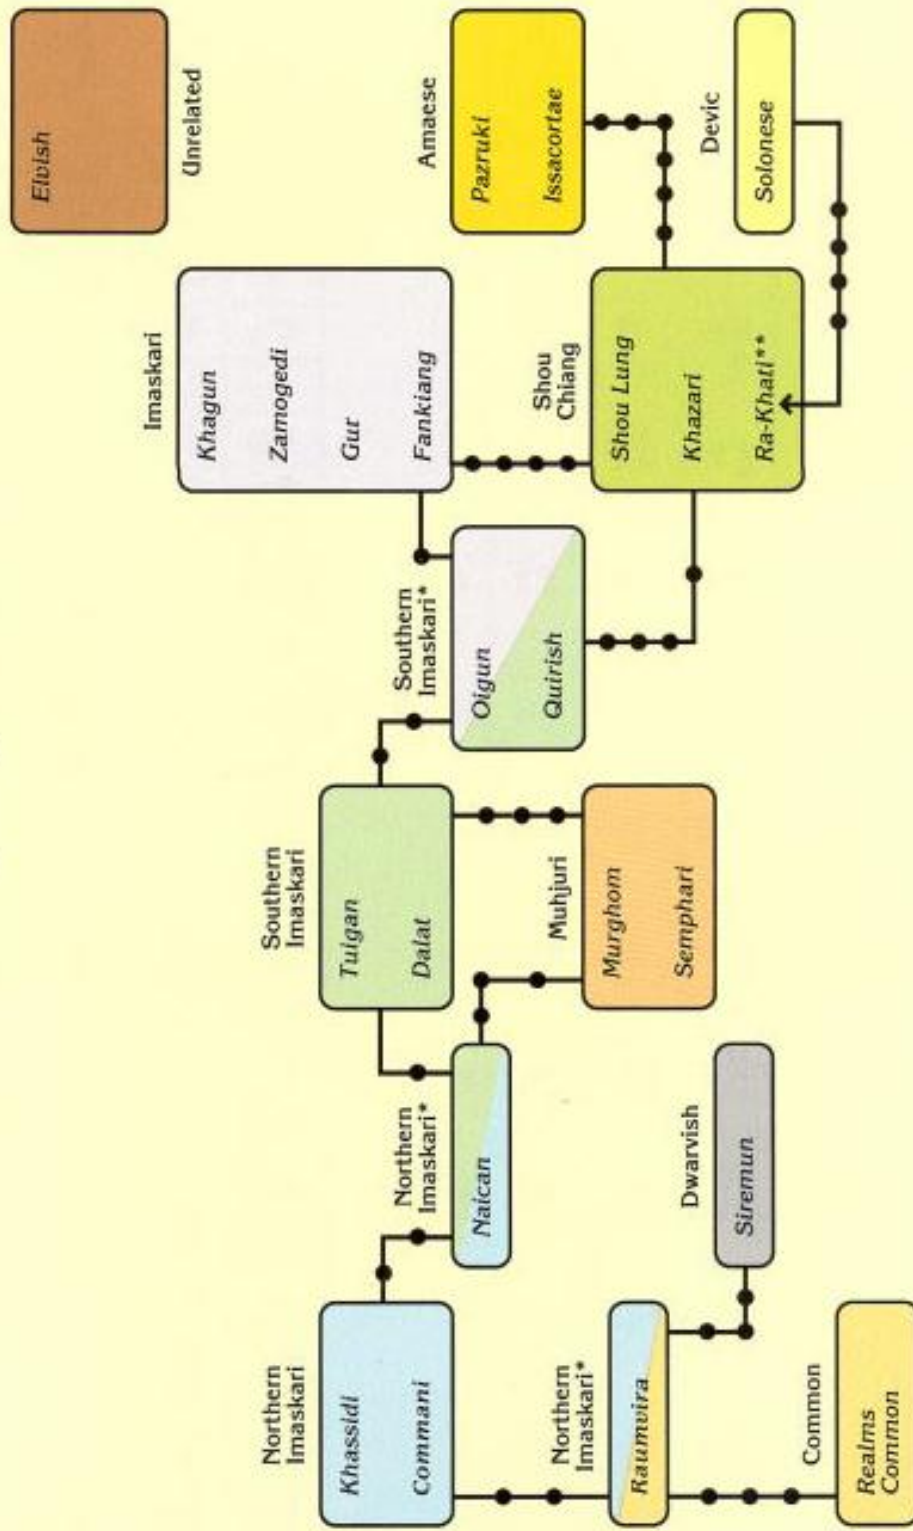 Northern
Imaskari
Khassidi
Commani
Northern
Imaskari*
Raumvira
Common
Realms
Common
Northern
Imaskari*
Naican
Dwarvish
Siremun
Southern
Imaskari
Tuigan
Dalat
Muhjuri
Murghom
Semphari
Southern
Imaskari*
Oigun
Quirish
Imaskari
Khagun
Zamogedi
Gur
Fankiang
Shou
Chiang
Shou Lung
Khazari
Ra-Khati**
Elvish
Unrelated
Amaese
Pazruki
Issacortae
Devic
Solonese